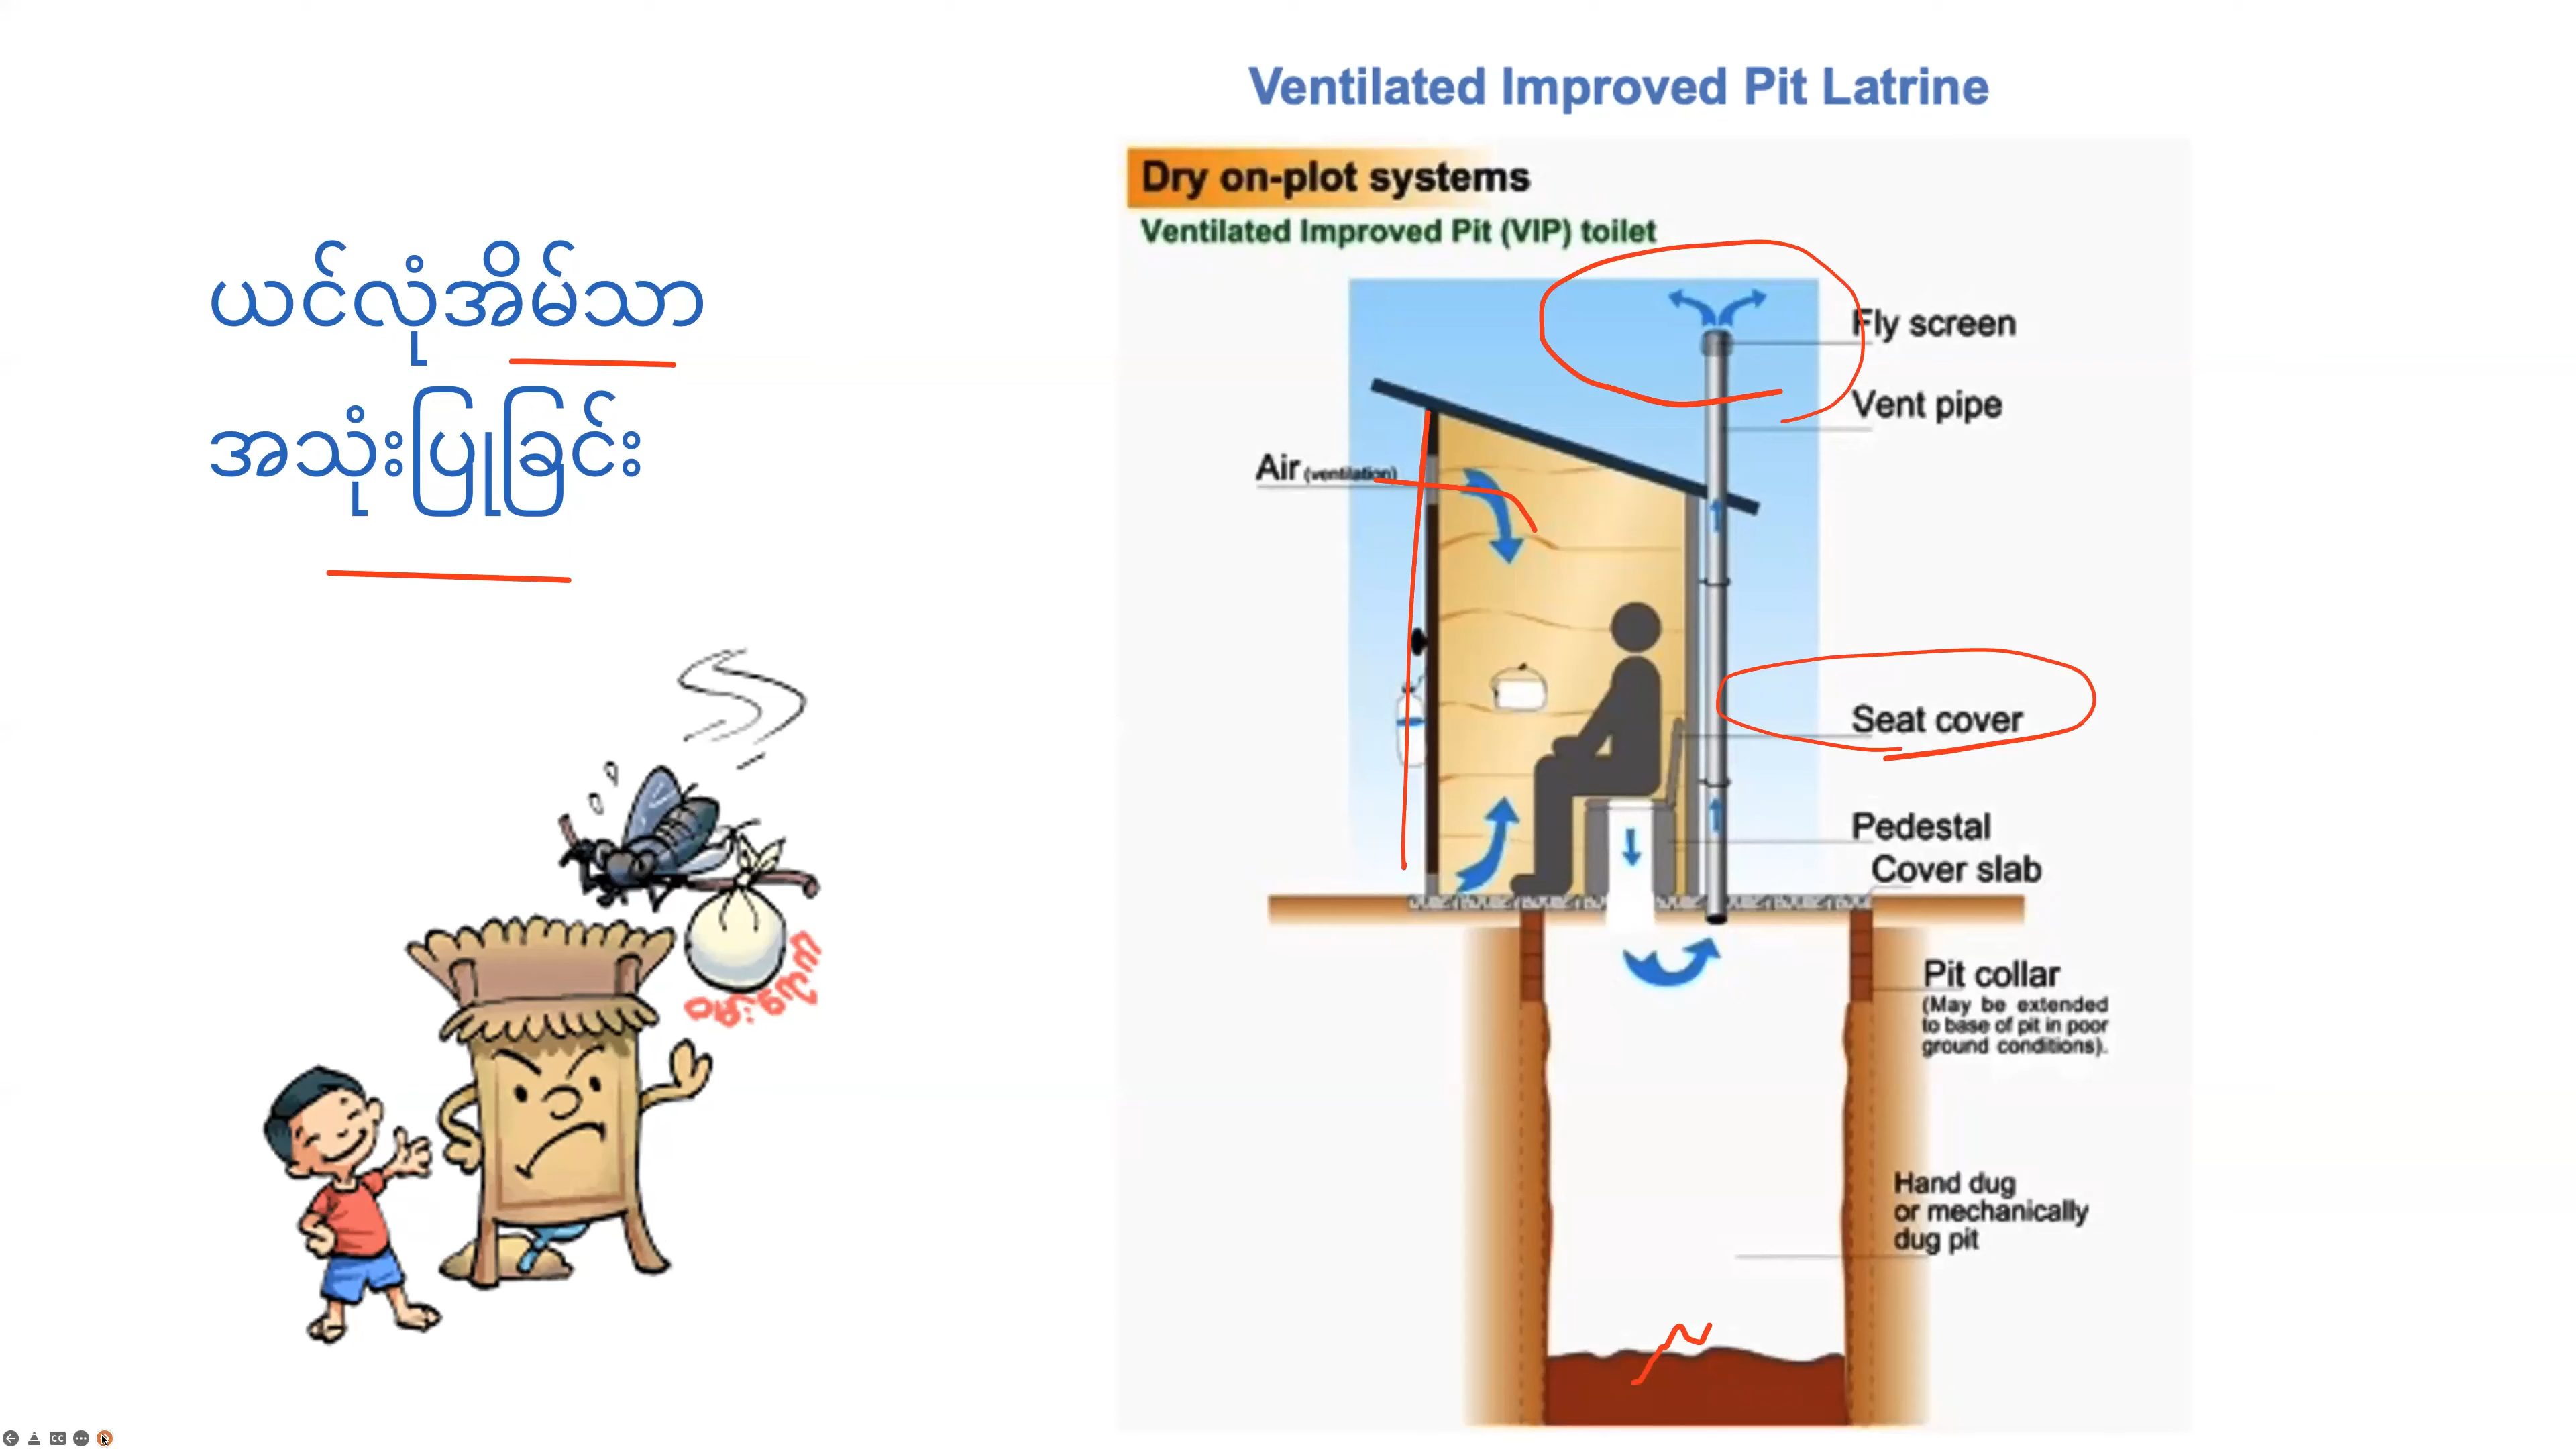 Ventilated Improved Pit Latrine
Dry on-plot systems
Ventilated Improved Pit (VIP) toilet
ယင်လုံအိမ်သာ
အသုံးပြုခြင်း
Fly screen
Vent pipe
Air (ventilation)
Seat cover
Pedestal
Cover slab
Pit collar
(May be extended
to base of pit in poor
ground conditions).
Hand dug
or mechanically
dug pit
CC